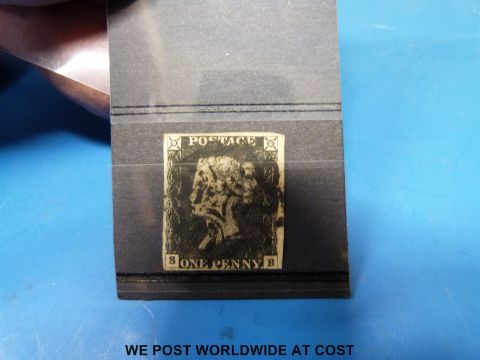 POSTAGE
S ONE PENNY B
WE POST WORLDWIDE AT COST